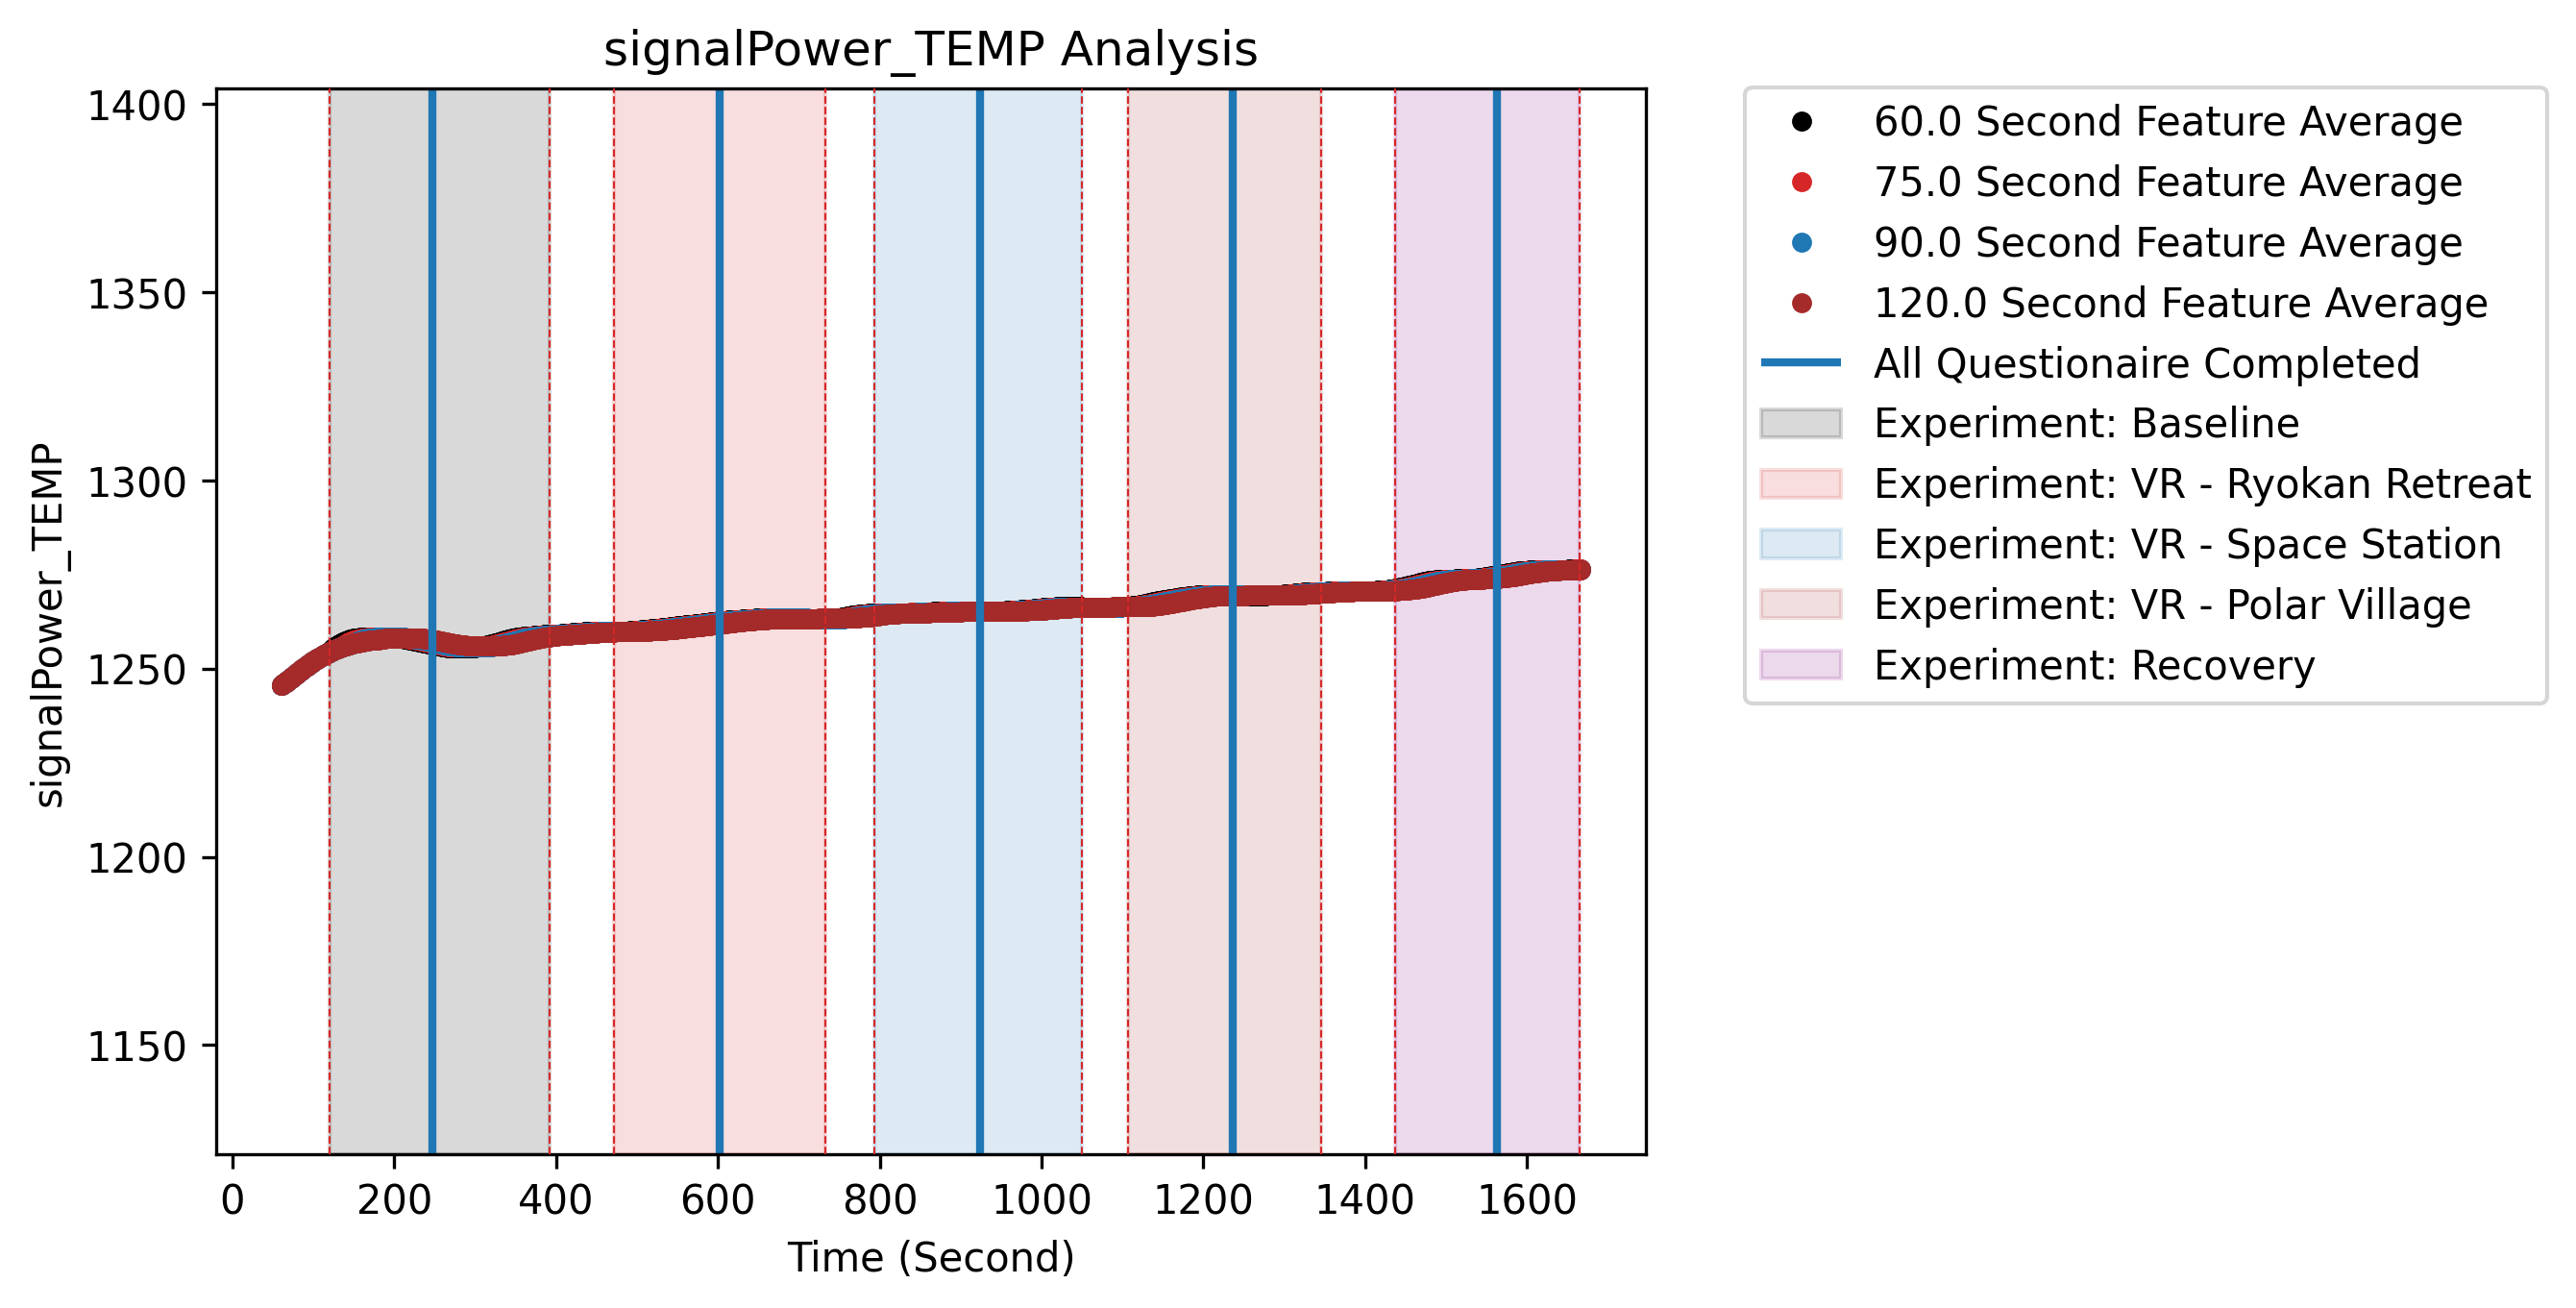 signalPower_TEMP Analysis
signalPower_TEMP
1400
1350
1300
1250
1200
1150
0 200 400 600 800 1000 1200 1400 1600
Time (Second)
60.0 Second Feature Average
75.0 Second Feature Average
90.0 Second Feature Average
120.0 Second Feature Average
All Questionaire Completed
Experiment: Baseline
Experiment: VR - Ryokan Retreat
Experiment: VR - Space Station
Experiment: VR - Polar Village
Experiment: Recovery